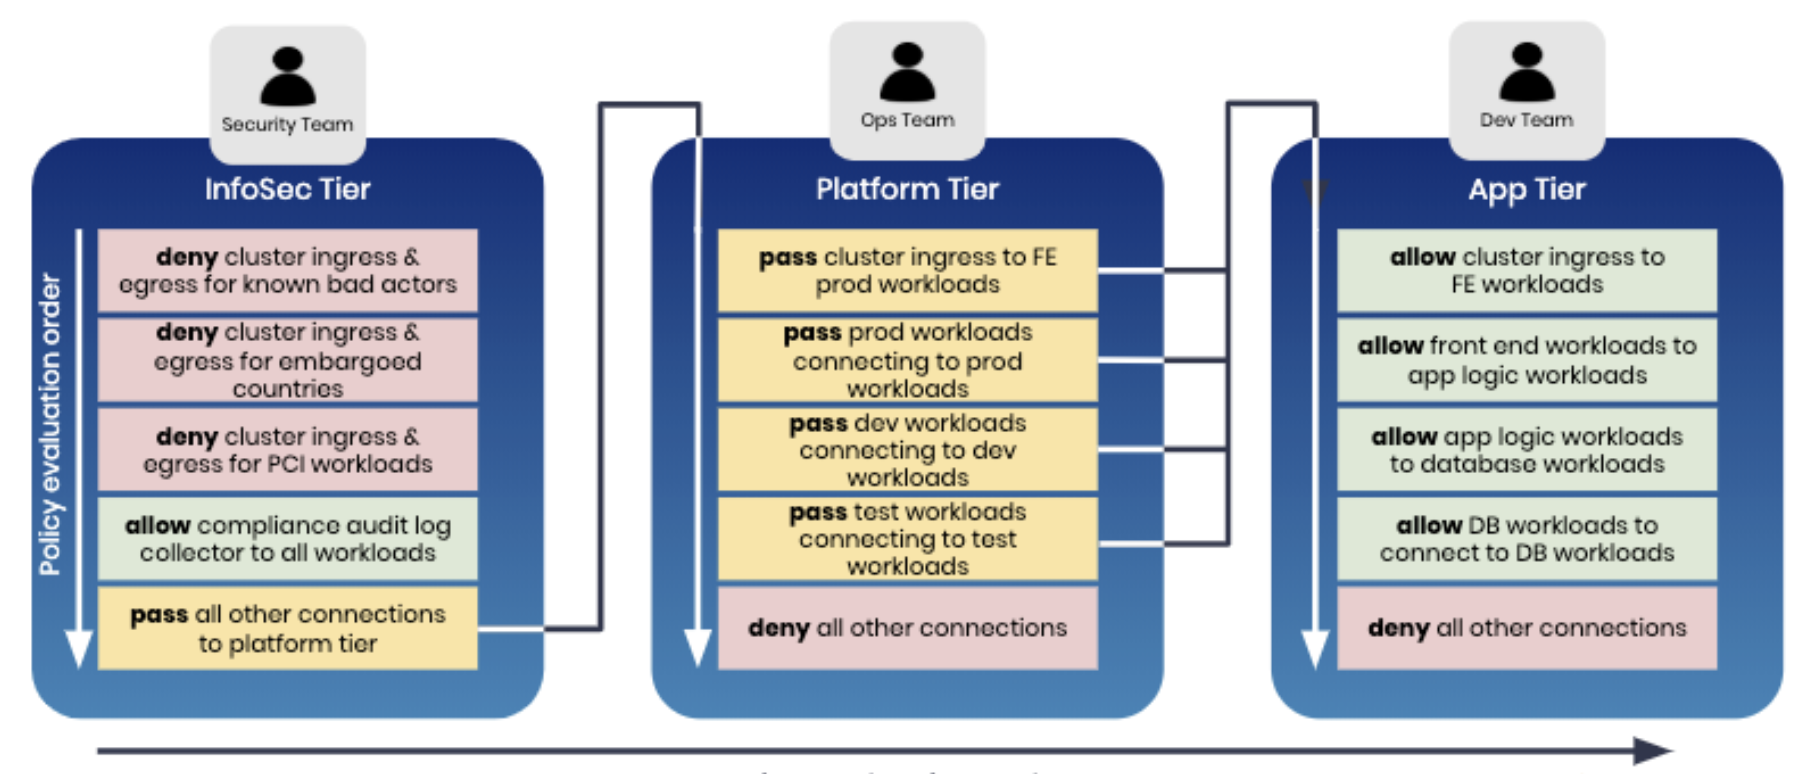 Security Team
InfoSec Tier
Policy evaluation order
deny cluster ingress &
egress for known bad actors
deny cluster ingress &
egress for embargoed
countries
deny cluster ingress &
egress for PCI workloads
allow compliance audit log
collector to all workloads
pass all other connections
to platform tier
Ops Team
Platform Tier
pass cluster ingress to FE
prod workloads
pass prod workloads
connecting to prod
workloads
pass dev workloads
connecting to dev
workloads
pass test workloads
connecting to test
workloads
deny all other connections
Dev Team
App Tier
allow cluster ingress to
FE workloads
allow front end workloads to
app logic workloads
allow app logic workloads
to database workloads
allow DB workloads to
connect to DB workloads
deny all other connections